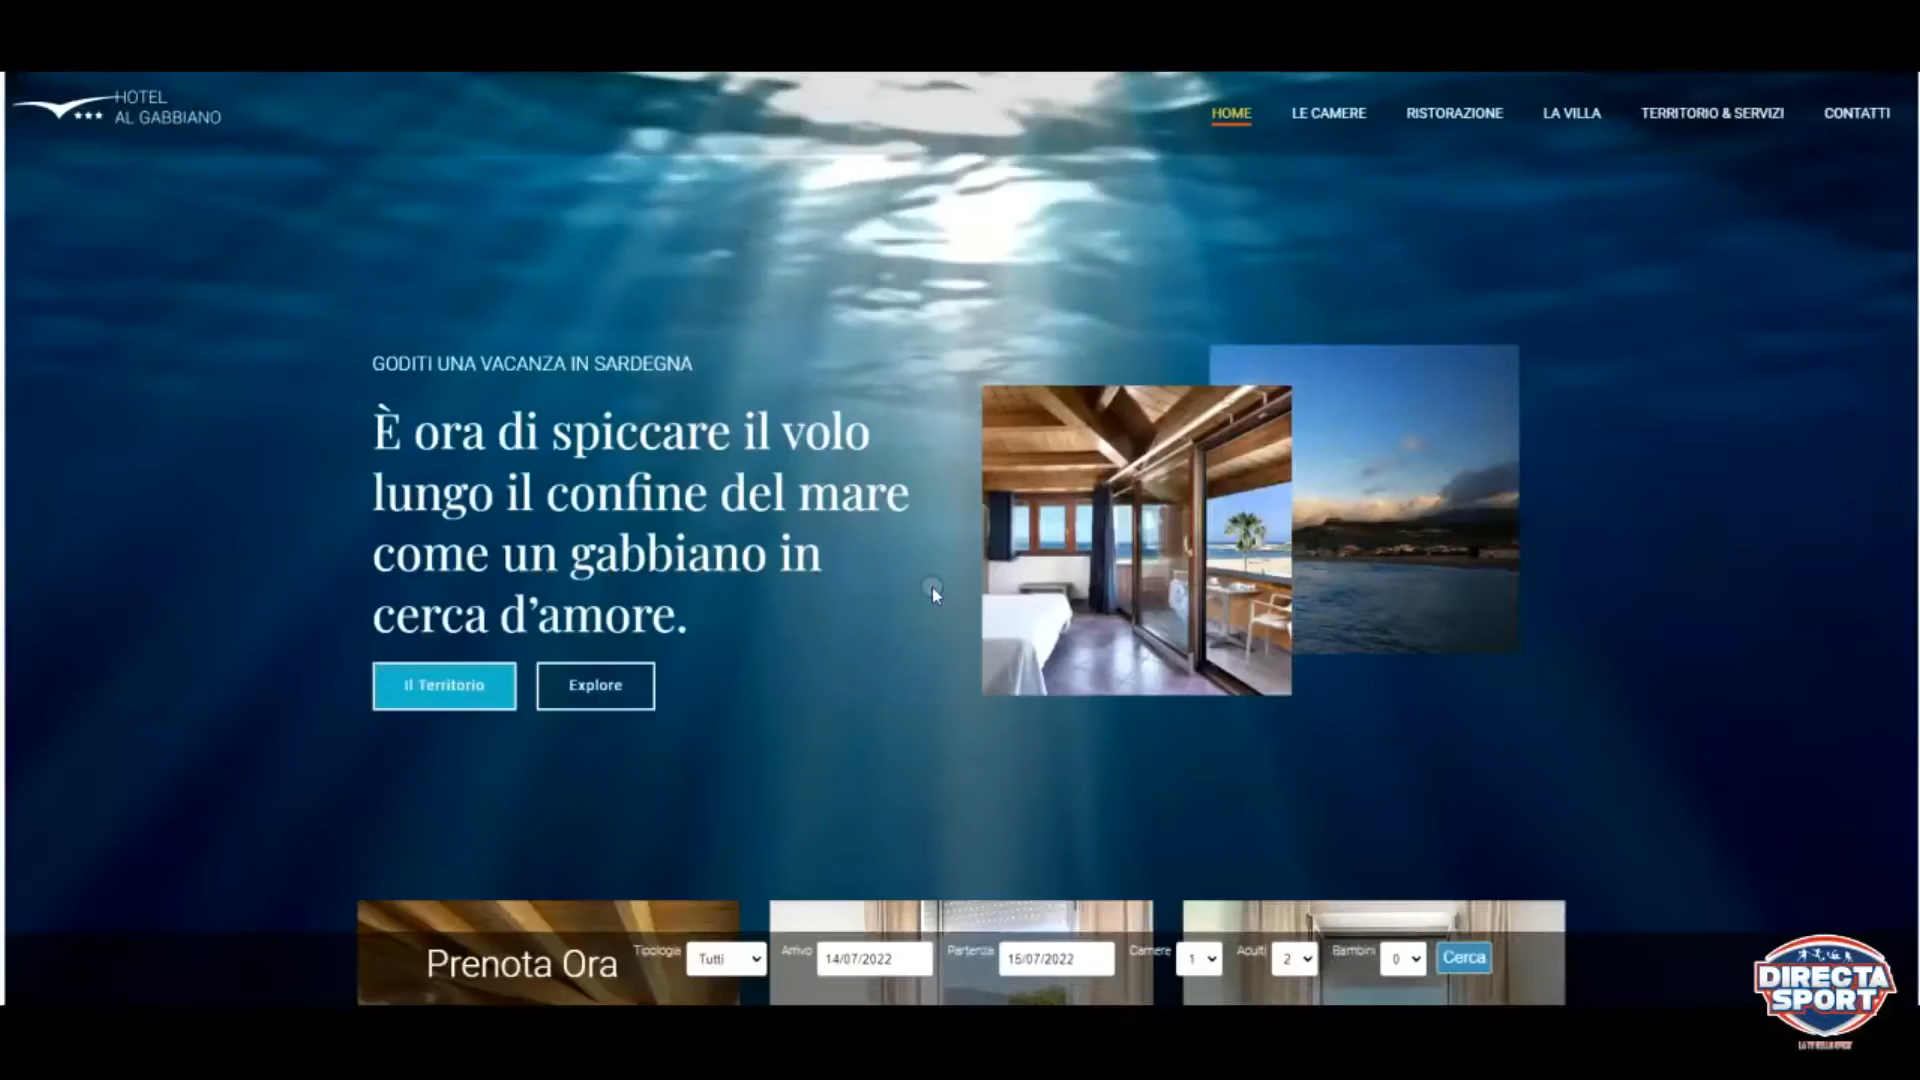 HOTEL
AL GABBIANO
HOME LE CAMERE RISTORAZIONE LA VILLA TERRITORIO & SERVIZI CONTATTI
GODITI UNA VACANZA IN SARDEGNA
È ora di spiccare il volo
lungo il confine del mare
come un gabbiano in
cerca d’amore.
Il Territorio Explore
Prenota Ora Tipologia Tutti Arrivo 14/07/2022 Partenza 15/07/2022 Camere 1 Adulti 2 Bambini 0 Cerca
DIRECTA
SPORT